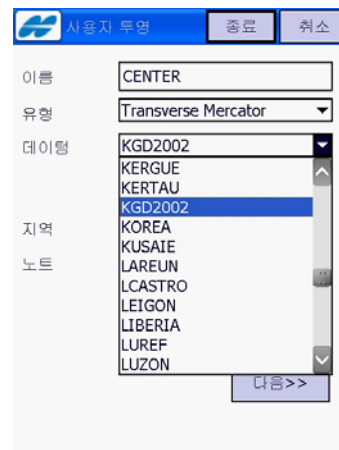 사용자 투영 종료 취소
이름 CENTER
유형 Transverse Mercator
데이텀 KGD2002
KERGUE
KERTAU
KGD2002
지역 KOREA
KUSAIE
노트 LAREUN
LCASTRO
LEIGON
LIBERIA
LUREF
LUZON
다음>>